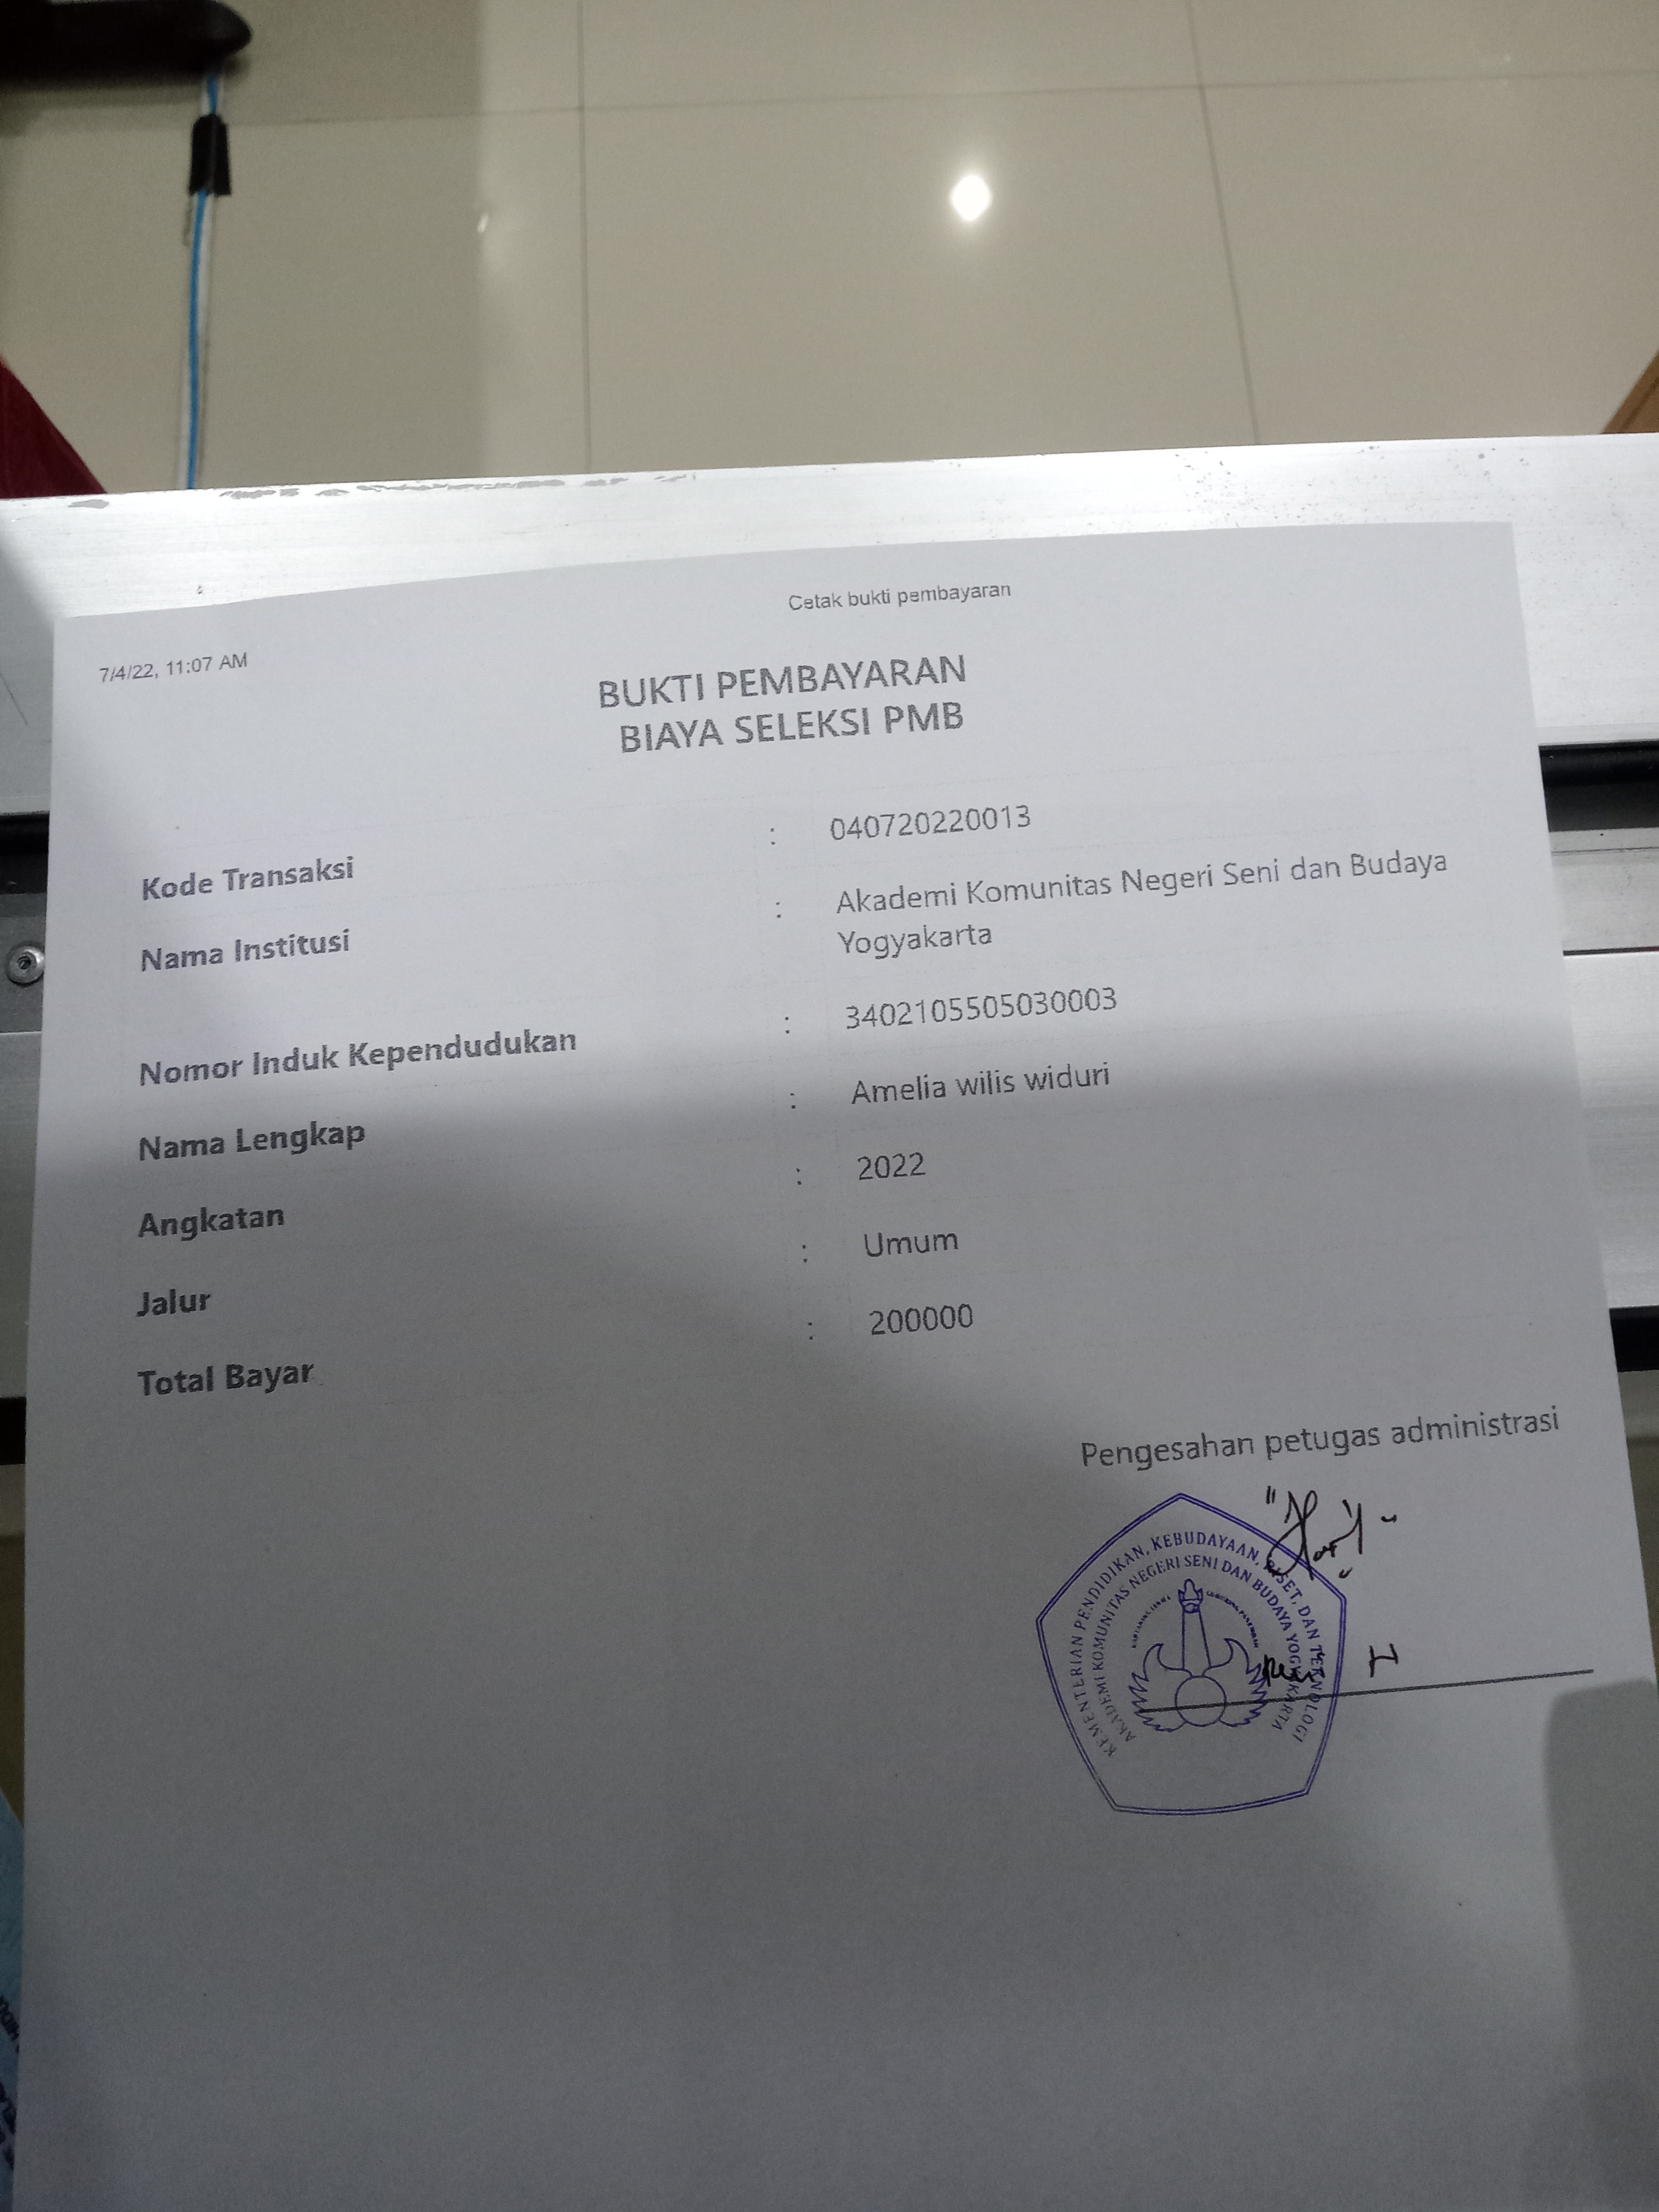 Cetak bukti pembayaran
7/4/22, 11:07 AM
BUKTI PEMBAYARAN
BIAYA SELEKSI PMB
Kode Transaksi : 040720220013
Nama Institusi : Akademi Komunitas Negeri Seni dan Budaya
Yogyakarta
Nomor Induk Kependudukan : 3402105505030003
Nama Lengkap : Amelia wilis widuri
Angkatan : 2022
Jalur : Umum
Total Bayar : 200000
Pengesahan petugas administrasi
KEMENTERIAN PENDIDIKAN, KEBUDAYAAN, RISET, DAN TEKNOLOGI
AKADEMI KOMUNITAS NEGERI SENI DAN BUDAYA YOGYAKARTA